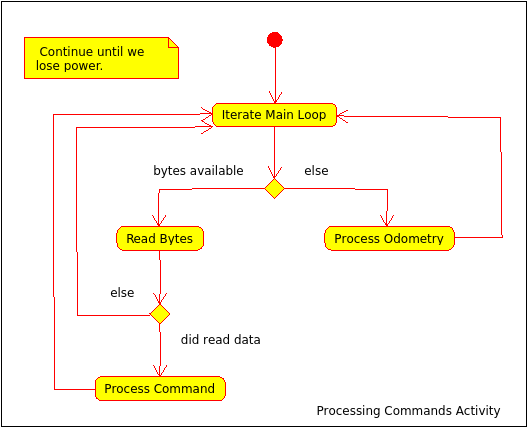 Continue until we
lose power.
Iterate Main Loop
bytes available
else
Read Bytes
Process Odometry
else
did read data
Process Command
Processing Commands Activity